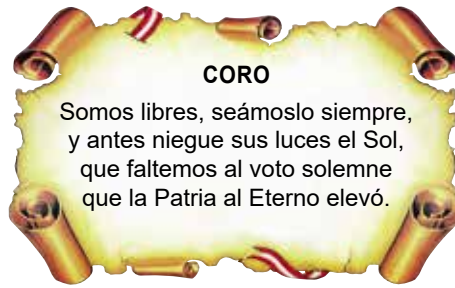 CORO
Somos libres, seámoslo siempre,
y antes niegue sus luces el Sol,
que faltemos al voto solemne
que la Patria al Eterno elevó.